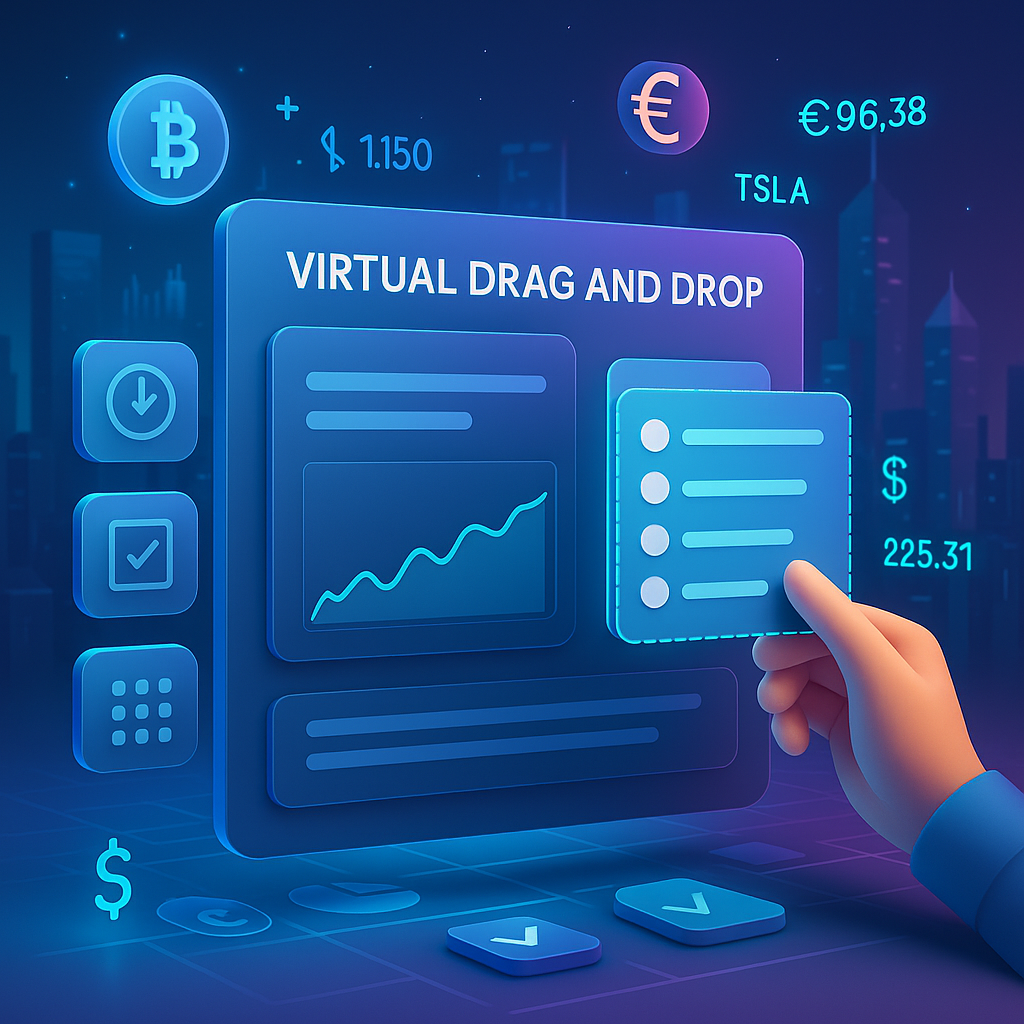 1.150
€96,38
TSLA
VIRTUAL DRAG AND DROP
$
225.31
$